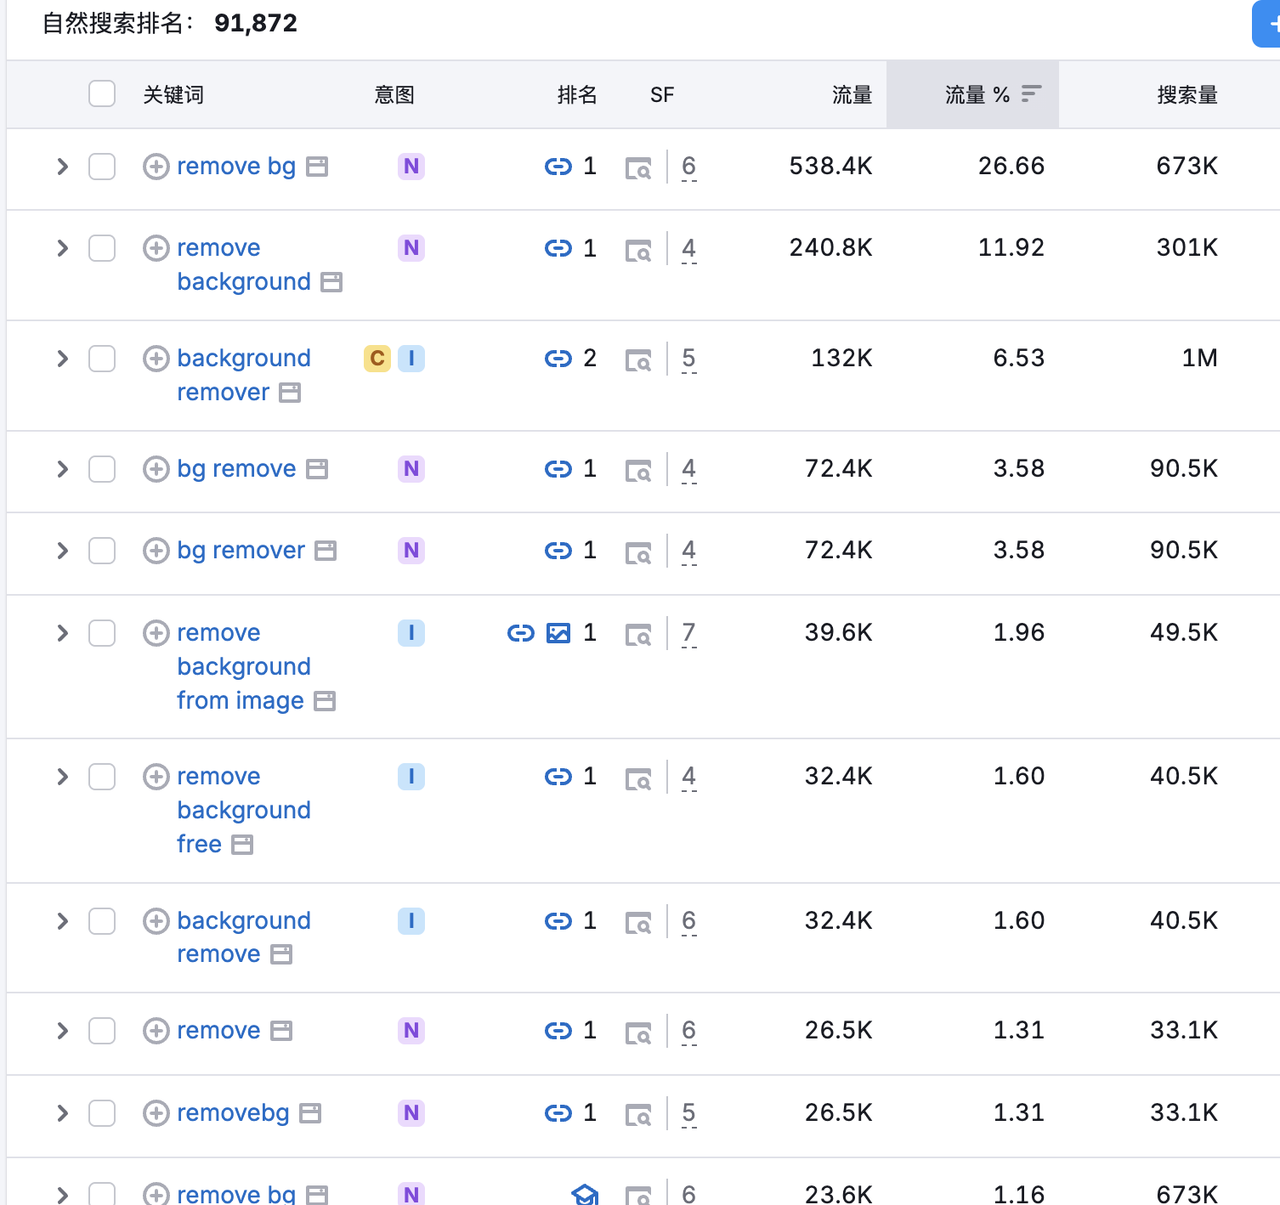 自然搜索排名： 91,872
关键词 意图 排名 SF 流量 流量 % 搜索量
remove bg N 1 6 538.4K 26.66 673K
remove N 1 4 240.8K 11.92 301K
background
background C I 2 5 132K 6.53 1M
remover
bg remove N 1 4 72.4K 3.58 90.5K
bg remover N 1 4 72.4K 3.58 90.5K
remove I 1 7 39.6K 1.96 49.5K
background
from image
remove I 1 4 32.4K 1.60 40.5K
background
free
background I 1 6 32.4K 1.60 40.5K
remove
remove N 1 6 26.5K 1.31 33.1K
removebg N 1 5 26.5K 1.31 33.1K
remove bg N 6 23.6K 1.16 673K